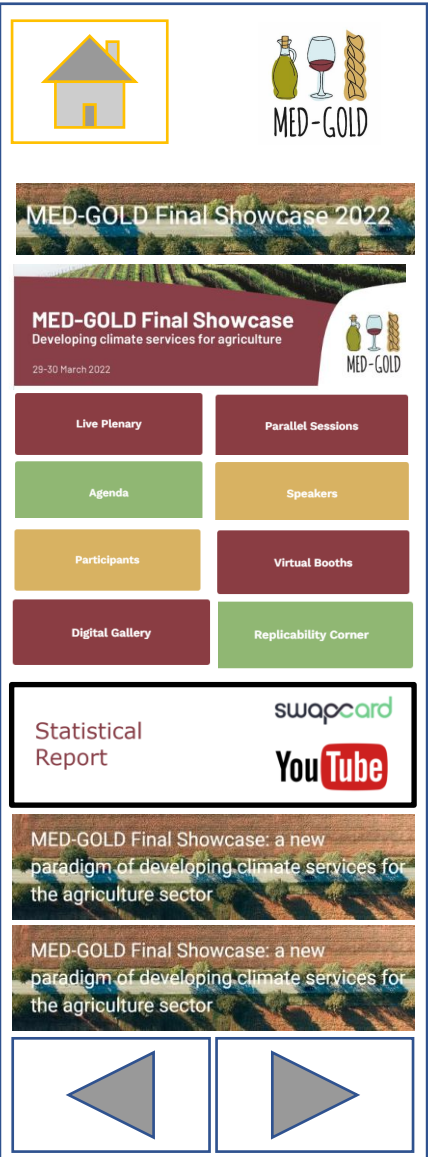 MED-GOLD
MED-GOLD Final Showcase 2022
MED-GOLD Final Showcase
Developing climate services for agriculture
29-30 March 2022
MED-GOLD
Live Plenary
Parallel Sessions
Agenda
Speakers
Participants
Virtual Booths
Digital Gallery
Replicability Corner
Statistical
Report
swapcard
YouTube
MED-GOLD Final Showcase: a new
paradigm of developing climate services for
the agriculture sector
MED-GOLD Final Showcase: a new
paradigm of developing climate services for
the agriculture sector